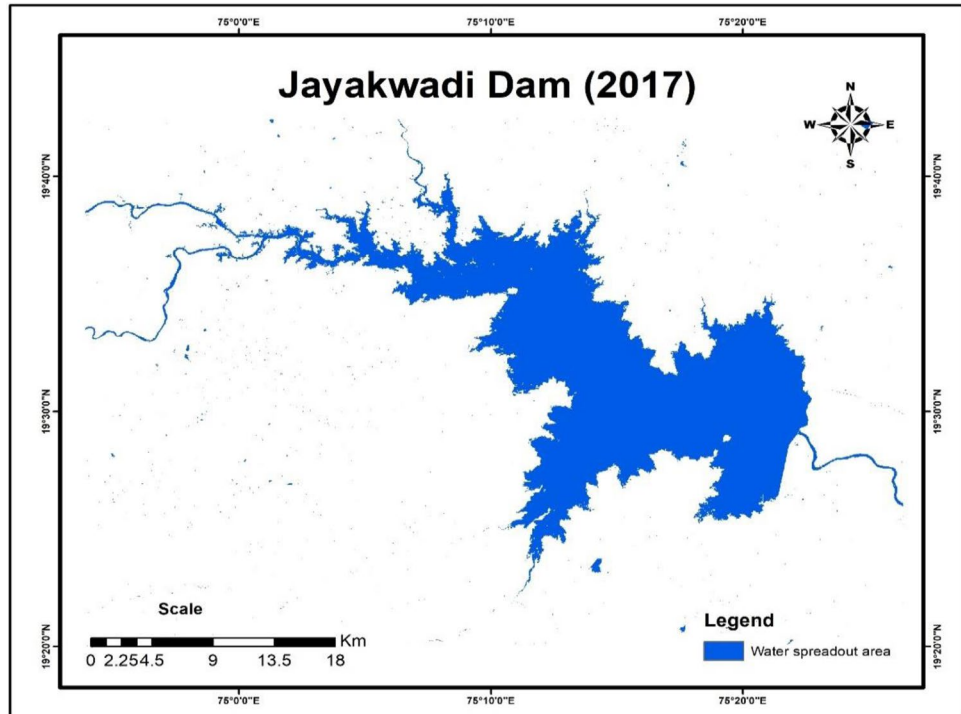 75°0'0"E 75°10'0"E 75°20'0"E
Jayakwadi Dam (2017)
N
W E
S
19°40'0"N 19°40'0"N
19°30'0"N 19°30'0"N
19°20'0"N 19°20'0"N
Scale
Km
0 2.254.5 9 13.5 18
Legend
Water spreadout area
75°0'0"E 75°10'0"E 75°20'0"E